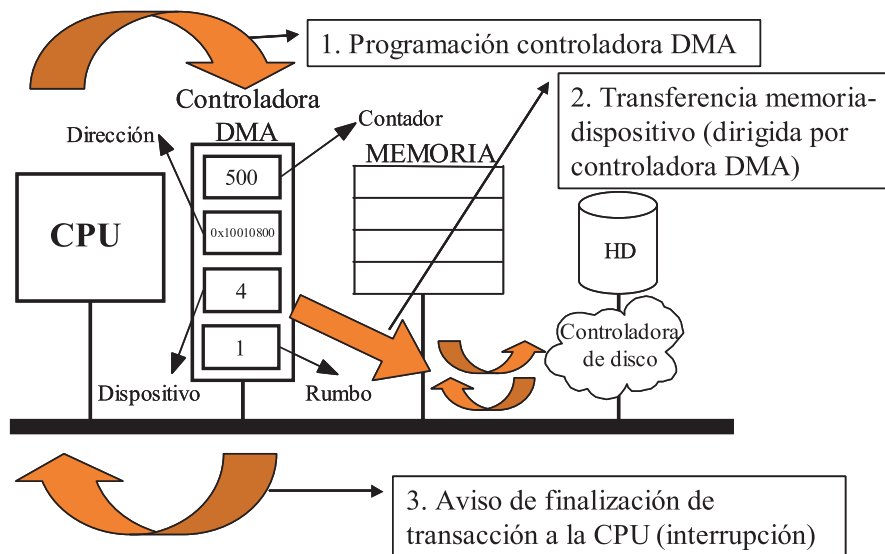 1. Programación controladora DMA
2. Transferencia memoria-
dispositivo (dirigida por
controladora DMA)
Controladora
DMA
Dirección
Contador
MEMORIA
500
0x10010800
4
1
CPU
HD
Controladora
de disco
Dispositivo
Rumbo
3. Aviso de finalización de
transacción a la CPU (interrupción)